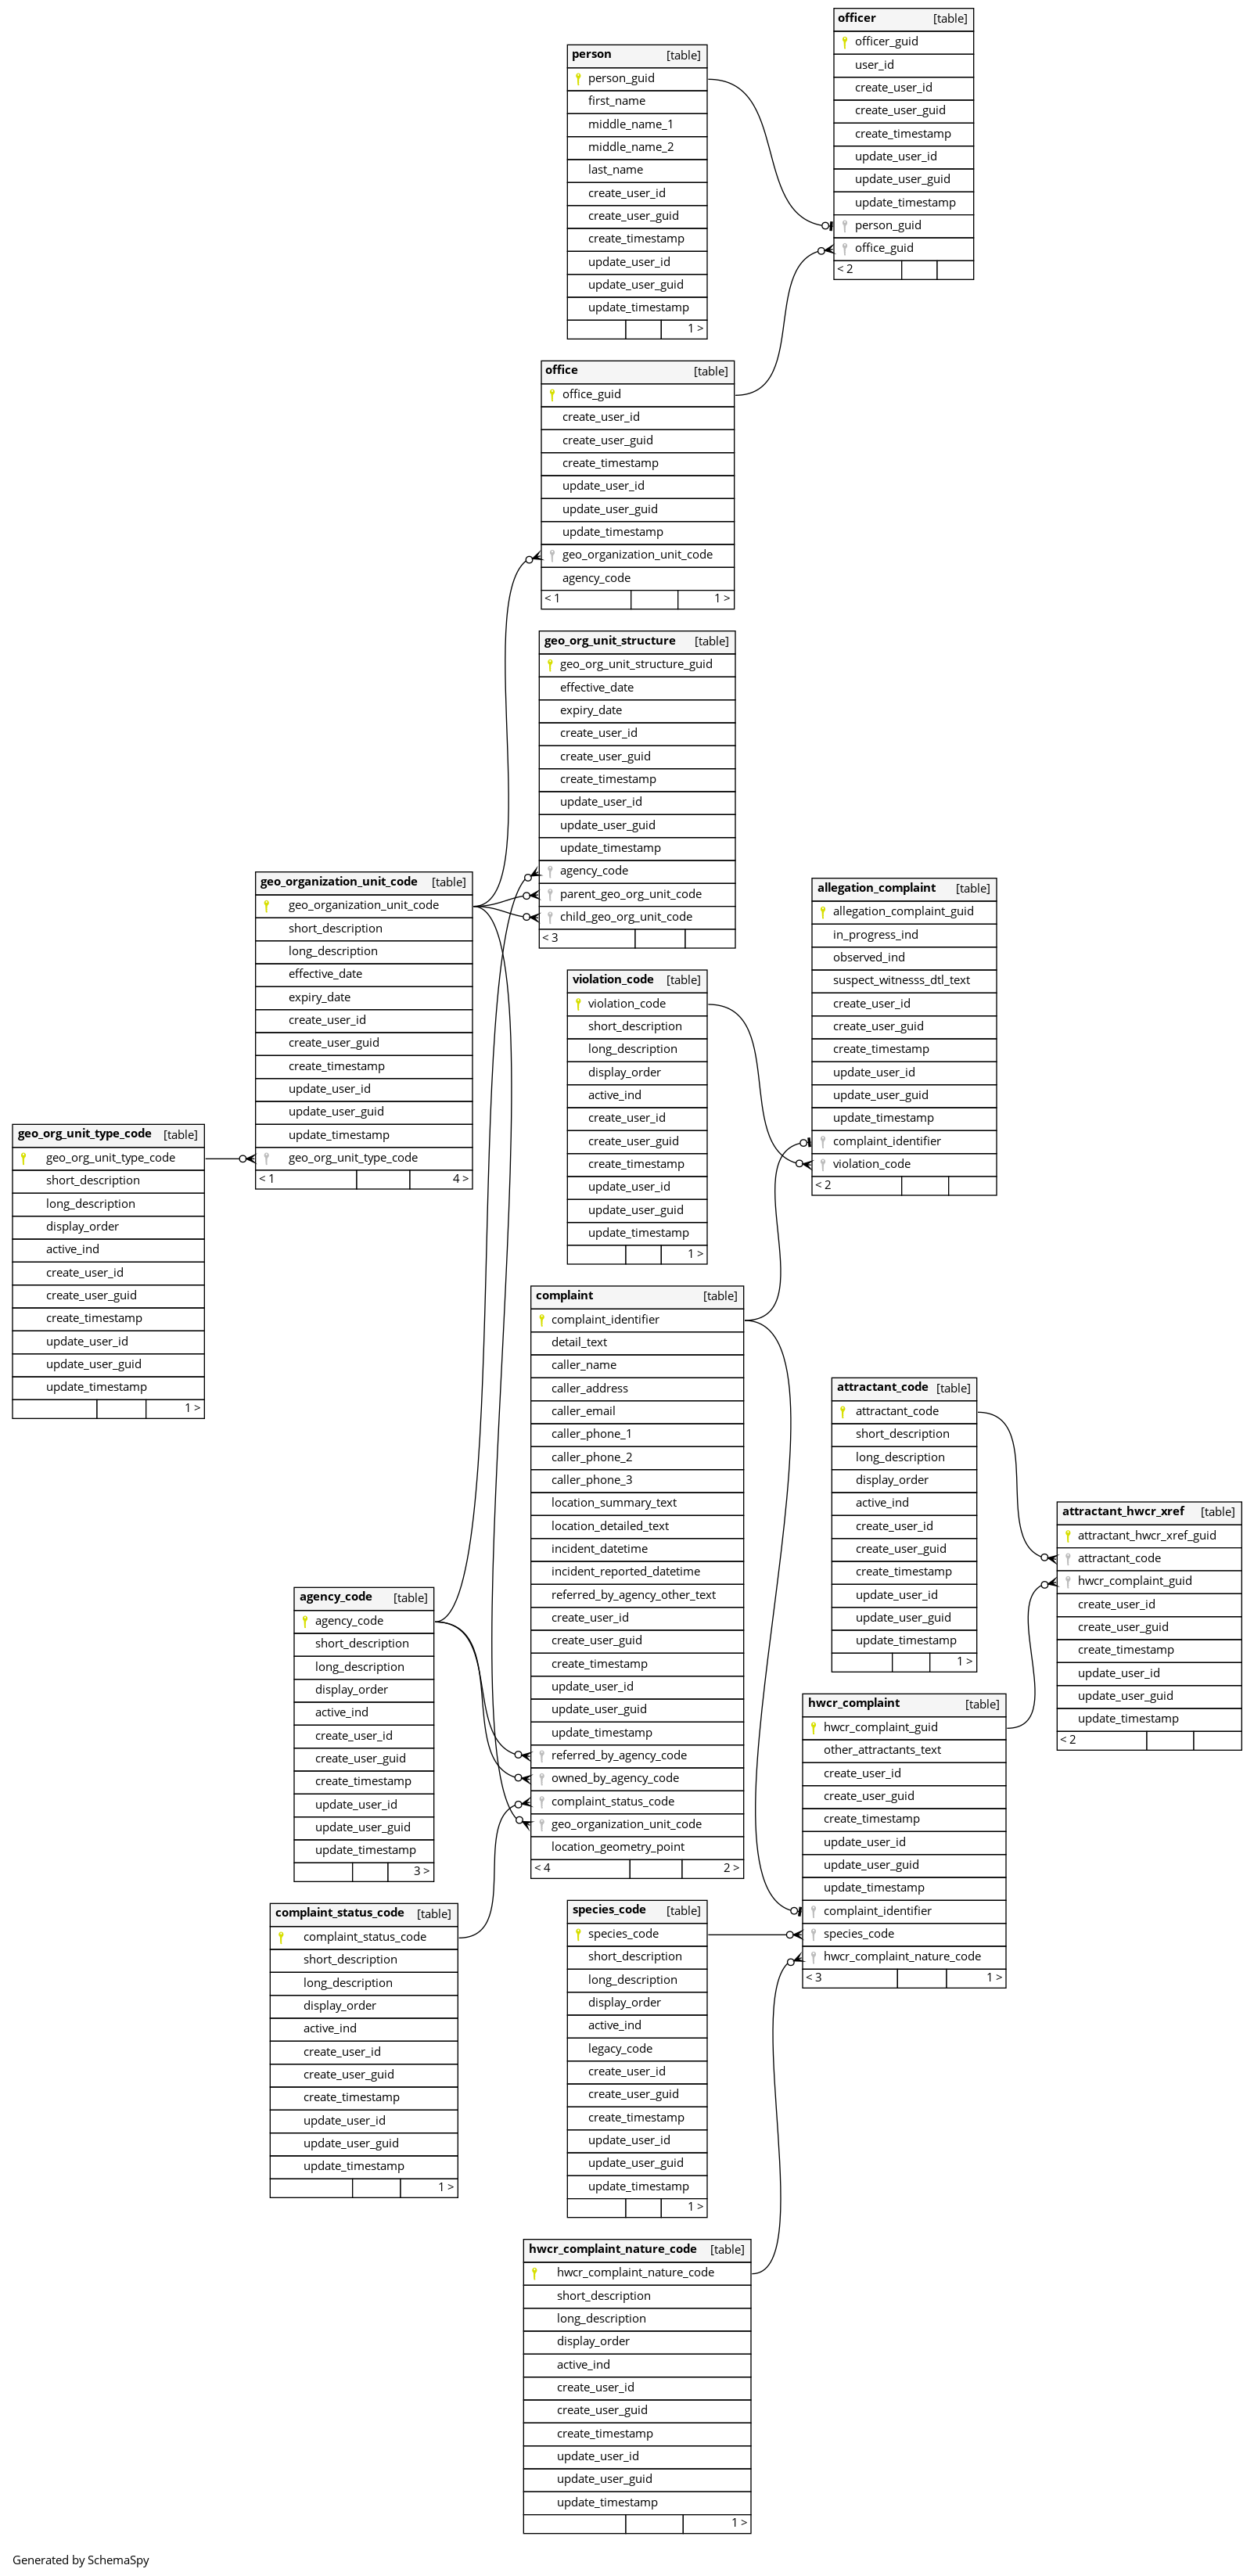 officer [table]
officer_guid
user_id
create_user_id
create_user_guid
create_timestamp
update_user_id
update_user_guid
update_timestamp
person_guid
office_guid
< 2
person [table]
person_guid
first_name
middle_name_1
middle_name_2
last_name
create_user_id
create_user_guid
create_timestamp
update_user_id
update_user_guid
update_timestamp
1 >
office [table]
office_guid
create_user_id
create_user_guid
create_timestamp
update_user_id
update_user_guid
update_timestamp
geo_organization_unit_code
agency_code
< 1 1 >
geo_org_unit_structure [table]
geo_org_unit_structure_guid
effective_date
expiry_date
create_user_id
create_user_guid
create_timestamp
update_user_id
update_user_guid
update_timestamp
agency_code
parent_geo_org_unit_code
child_geo_org_unit_code
< 3
geo_organization_unit_code [table]
geo_organization_unit_code
short_description
long_description
effective_date
expiry_date
create_user_id
create_user_guid
create_timestamp
update_user_id
update_user_guid
update_timestamp
geo_org_unit_type_code
< 1 4 >
allegation_complaint [table]
allegation_complaint_guid
in_progress_ind
observed_ind
suspect_witnesss_dtl_text
create_user_id
create_user_guid
create_timestamp
update_user_id
update_user_guid
update_timestamp
complaint_identifier
violation_code
< 2
violation_code [table]
violation_code
short_description
long_description
display_order
active_ind
create_user_id
create_user_guid
create_timestamp
update_user_id
update_user_guid
update_timestamp
1 >
geo_org_unit_type_code [table]
geo_org_unit_type_code
short_description
long_description
display_order
active_ind
create_user_id
create_user_guid
create_timestamp
update_user_id
update_user_guid
update_timestamp
1 >
complaint [table]
complaint_identifier
detail_text
caller_name
caller_address
caller_email
caller_phone_1
caller_phone_2
caller_phone_3
location_summary_text
location_detailed_text
incident_datetime
incident_reported_datetime
referred_by_agency_other_text
create_user_id
create_user_guid
create_timestamp
update_user_id
update_user_guid
update_timestamp
referred_by_agency_code
owned_by_agency_code
complaint_status_code
geo_organization_unit_code
location_geometry_point
< 4 2 >
attractant_code [table]
attractant_code
short_description
long_description
display_order
active_ind
create_user_id
create_user_guid
create_timestamp
update_user_id
update_user_guid
update_timestamp
1 >
attractant_hwcr_xref [table]
attractant_hwcr_xref_guid
attractant_code
hwcr_complaint_guid
create_user_id
create_user_guid
create_timestamp
update_user_id
update_user_guid
update_timestamp
< 2
agency_code [table]
agency_code
short_description
long_description
display_order
active_ind
create_user_id
create_user_guid
create_timestamp
update_user_id
update_user_guid
update_timestamp
3 >
hwcr_complaint [table]
hwcr_complaint_guid
other_attractants_text
create_user_id
create_user_guid
create_timestamp
update_user_id
update_user_guid
update_timestamp
complaint_identifier
species_code
hwcr_complaint_nature_code
< 3 1 >
complaint_status_code [table]
complaint_status_code
short_description
long_description
display_order
active_ind
create_user_id
create_user_guid
create_timestamp
update_user_id
update_user_guid
update_timestamp
1 >
species_code [table]
species_code
short_description
long_description
display_order
active_ind
legacy_code
create_user_id
create_user_guid
create_timestamp
update_user_id
update_user_guid
update_timestamp
1 >
hwcr_complaint_nature_code [table]
hwcr_complaint_nature_code
short_description
long_description
display_order
active_ind
create_user_id
create_user_guid
create_timestamp
update_user_id
update_user_guid
update_timestamp
1 >
Generated by SchemaSpy